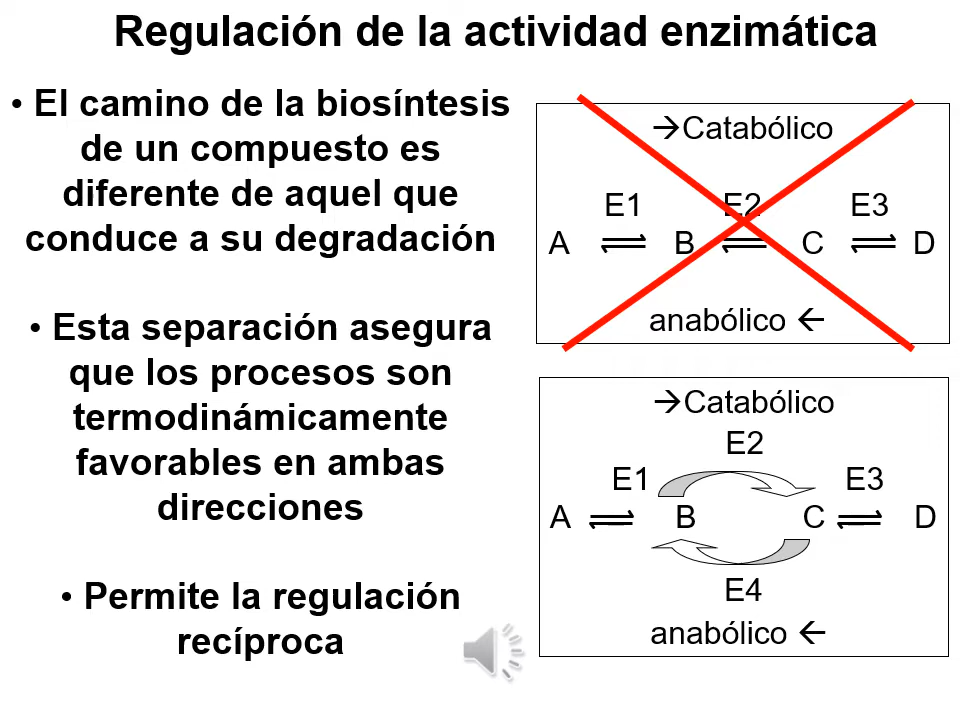 Regulación de la actividad enzimática
• El camino de la biosíntesis
de un compuesto es
diferente de aquel que
conduce a su degradación
• Esta separación asegura
que los procesos son
termodinámicamente
favorables en ambas
direcciones
• Permite la regulación
recíproca
→Catabólico
E1 E2 E3
A ⇌ B ⇌ C ⇌ D
anabólico ←
→Catabólico
E2
E1 E3
A ⇌ B C ⇌ D
E4
anabólico ←